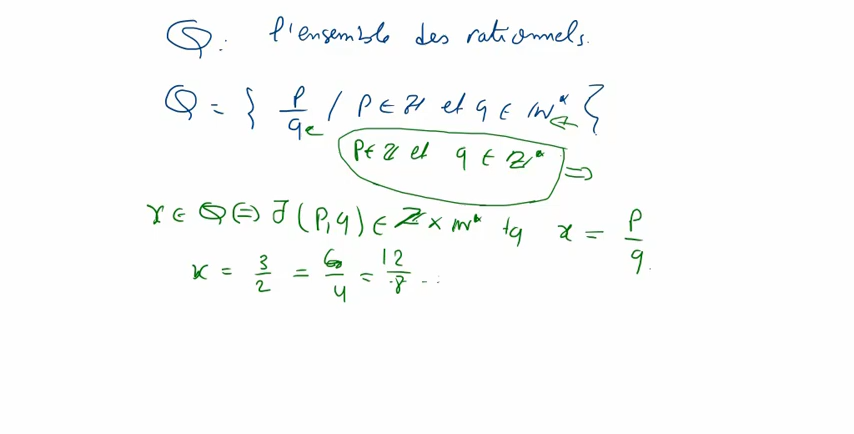 ℚ : l'ensemble des rationnels.
ℚ = { p/q / p ∈ ℤ et q ∈ ℕ* }
p ∈ ℤ et q ∈ ℤ* ⇒
x ∈ ℚ ⇔ ∃ (p, q) ∈ ℤ × ℕ* tq x = p/q.
x = 3/2 = 6/4 = 12/8 ...